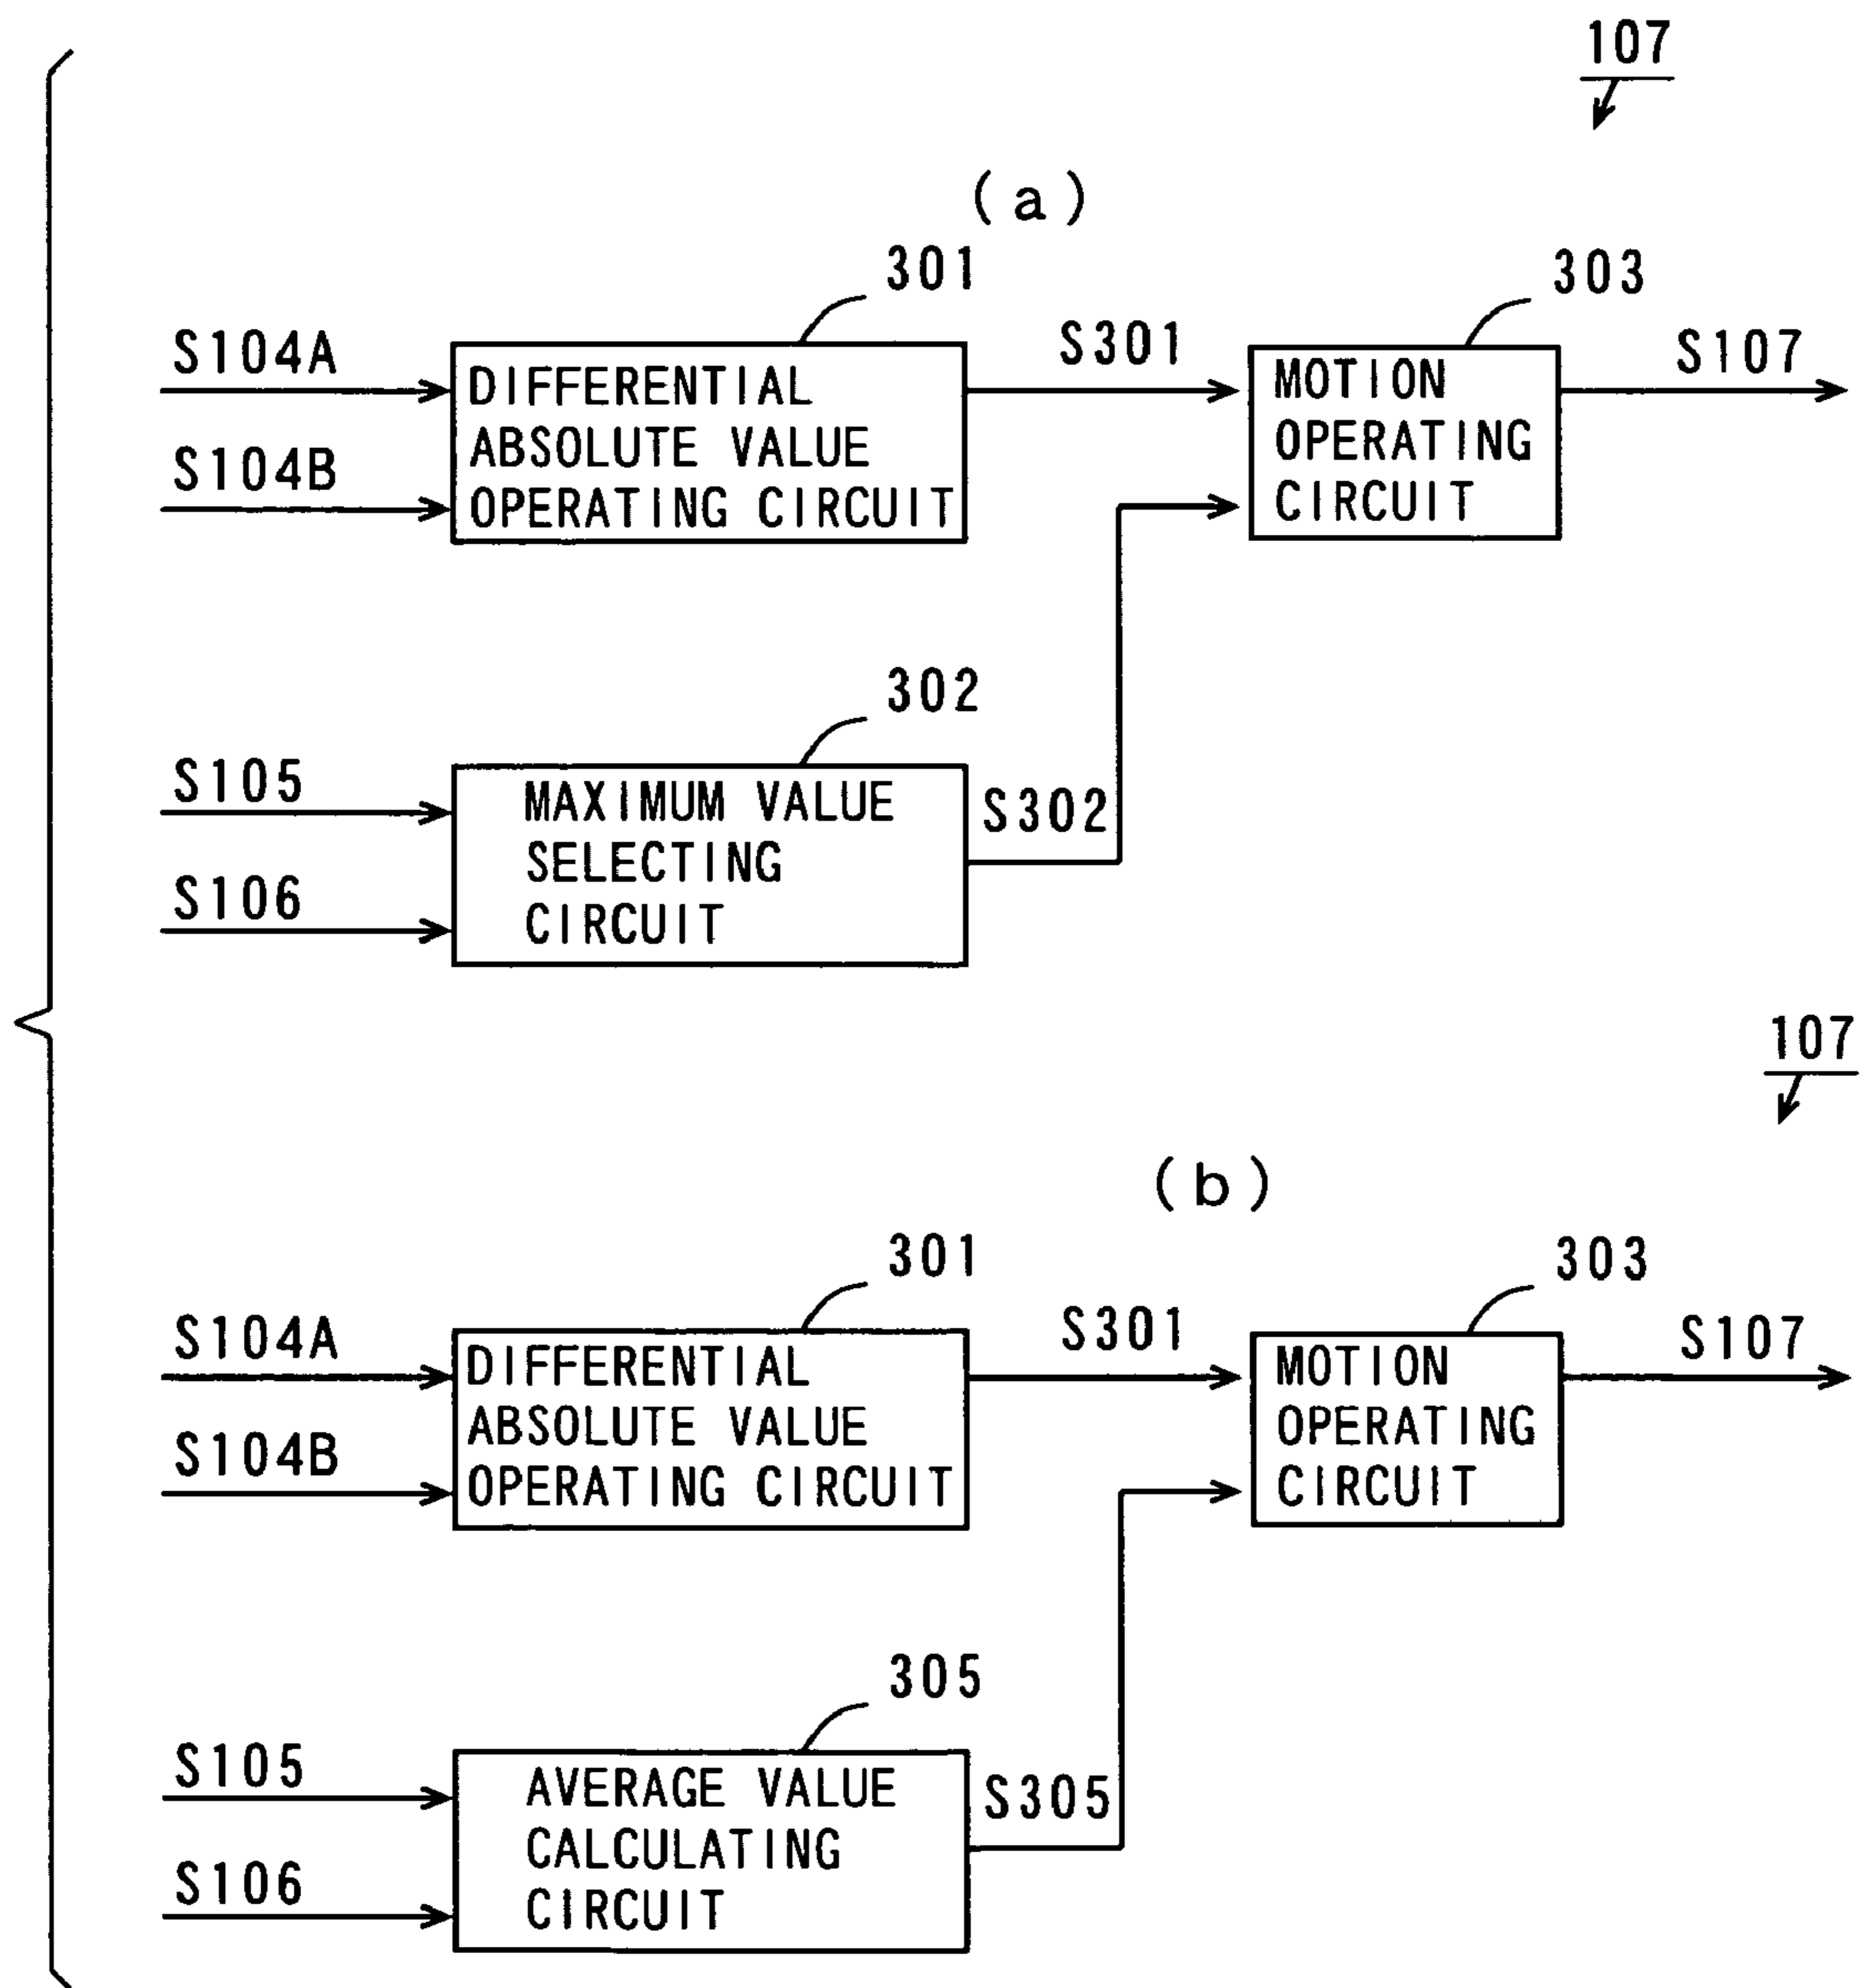 107
(a)
301
303
S104A
S301
S107
DIFFERENTIAL
ABSOLUTE VALUE
OPERATING CIRCUIT
MOTION
OPERATING
CIRCUIT
S104B
302
S105
MAXIMUM VALUE
SELECTING
CIRCUIT
S302
S106
107
(b)
301
303
S104A
S301
S107
DIFFERENTIAL
ABSOLUTE VALUE
OPERATING CIRCUIT
MOTION
OPERATING
CIRCUIT
S104B
305
S105
AVERAGE VALUE
CALCULATING
CIRCUIT
S305
S106